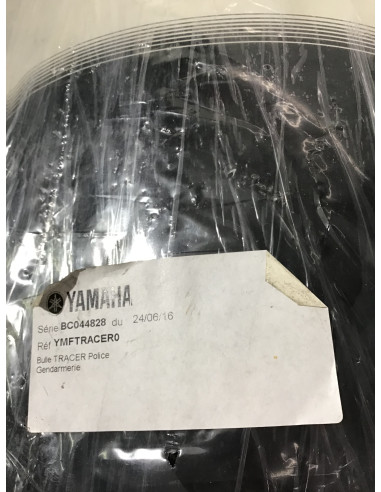 YAMAHA
Série BC044828 du 24/06/16
Réf YMFTRACER0
Bulle TRACER Police
Gendarmerie